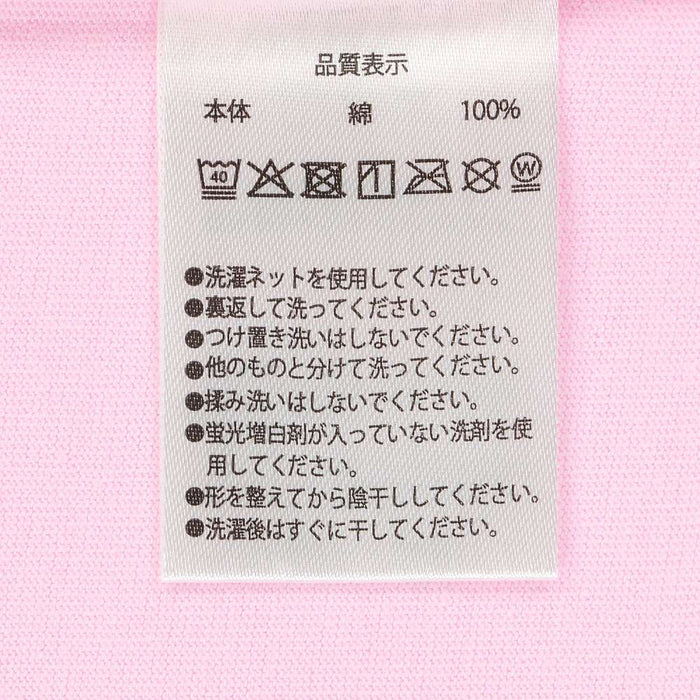 品質表示
本体 綿 100%
40 W
●洗濯ネットを使用してください。
●裏返して洗ってください。
●つけ置き洗いはしないでください。
●他のものと分けて洗ってください。
●揉み洗いはしないでください。
●蛍光増白剤が入っていない洗剤を使
用してください。
●形を整えてから陰干ししてください。
●洗濯後はすぐに干してください。